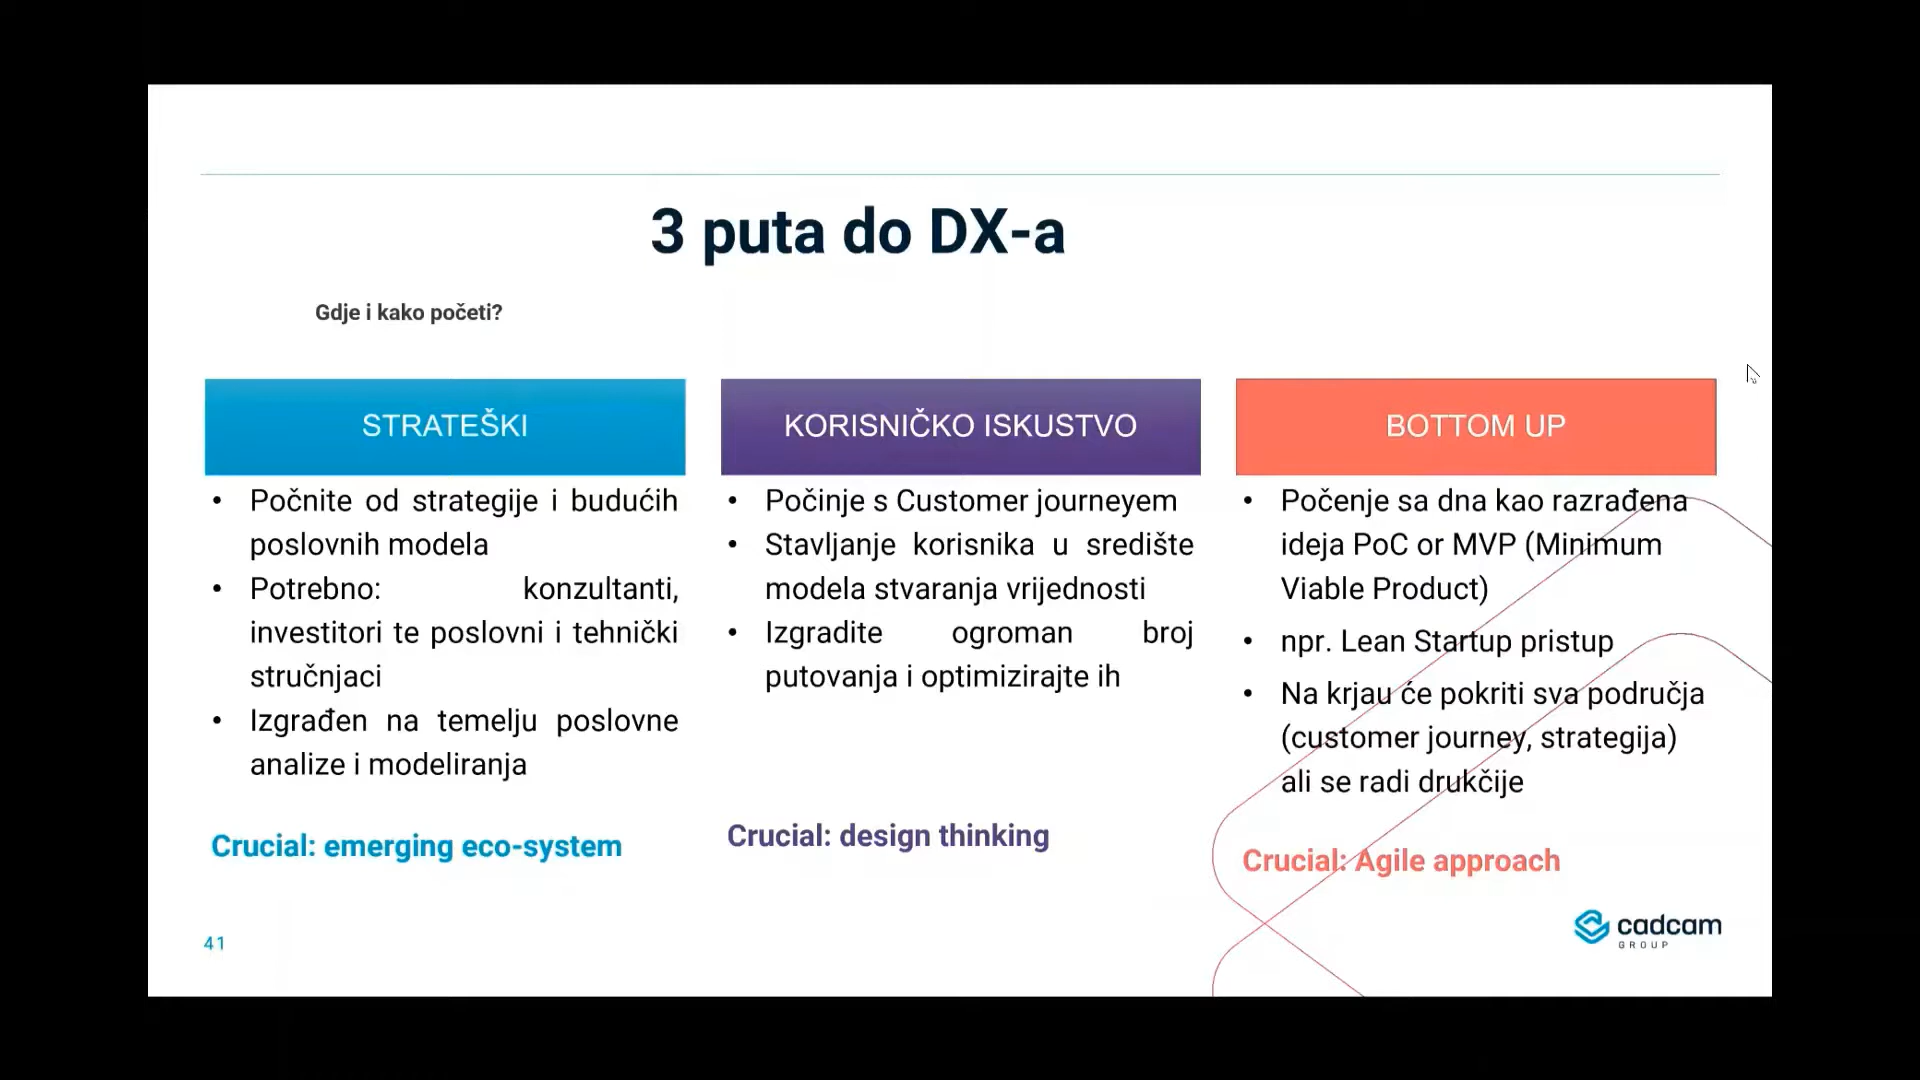 3 puta do DX-a
Gdje i kako početi?
STRATEŠKI
• Počnite od strategije i budućih
poslovnih modela
• Potrebno: konzultanti,
investitori te poslovni i tehnički
stručnjaci
• Izgrađen na temelju poslovne
analize i modeliranja
Crucial: emerging eco-system
KORISNIČKO ISKUSTVO
• Počinje s Customer journeyem
• Stavljanje korisnika u središte
modela stvaranja vrijednosti
• Izgradite ogroman broj
putovanja i optimizirajte ih
Crucial: design thinking
BOTTOM UP
• Počenje sa dna kao razrađena
ideja PoC or MVP (Minimum
Viable Product)
• npr. Lean Startup pristup
• Na krjau će pokriti sva područja
(customer journey, strategija)
ali se radi drukčije
Crucial: Agile approach
41
cadcam
GROUP